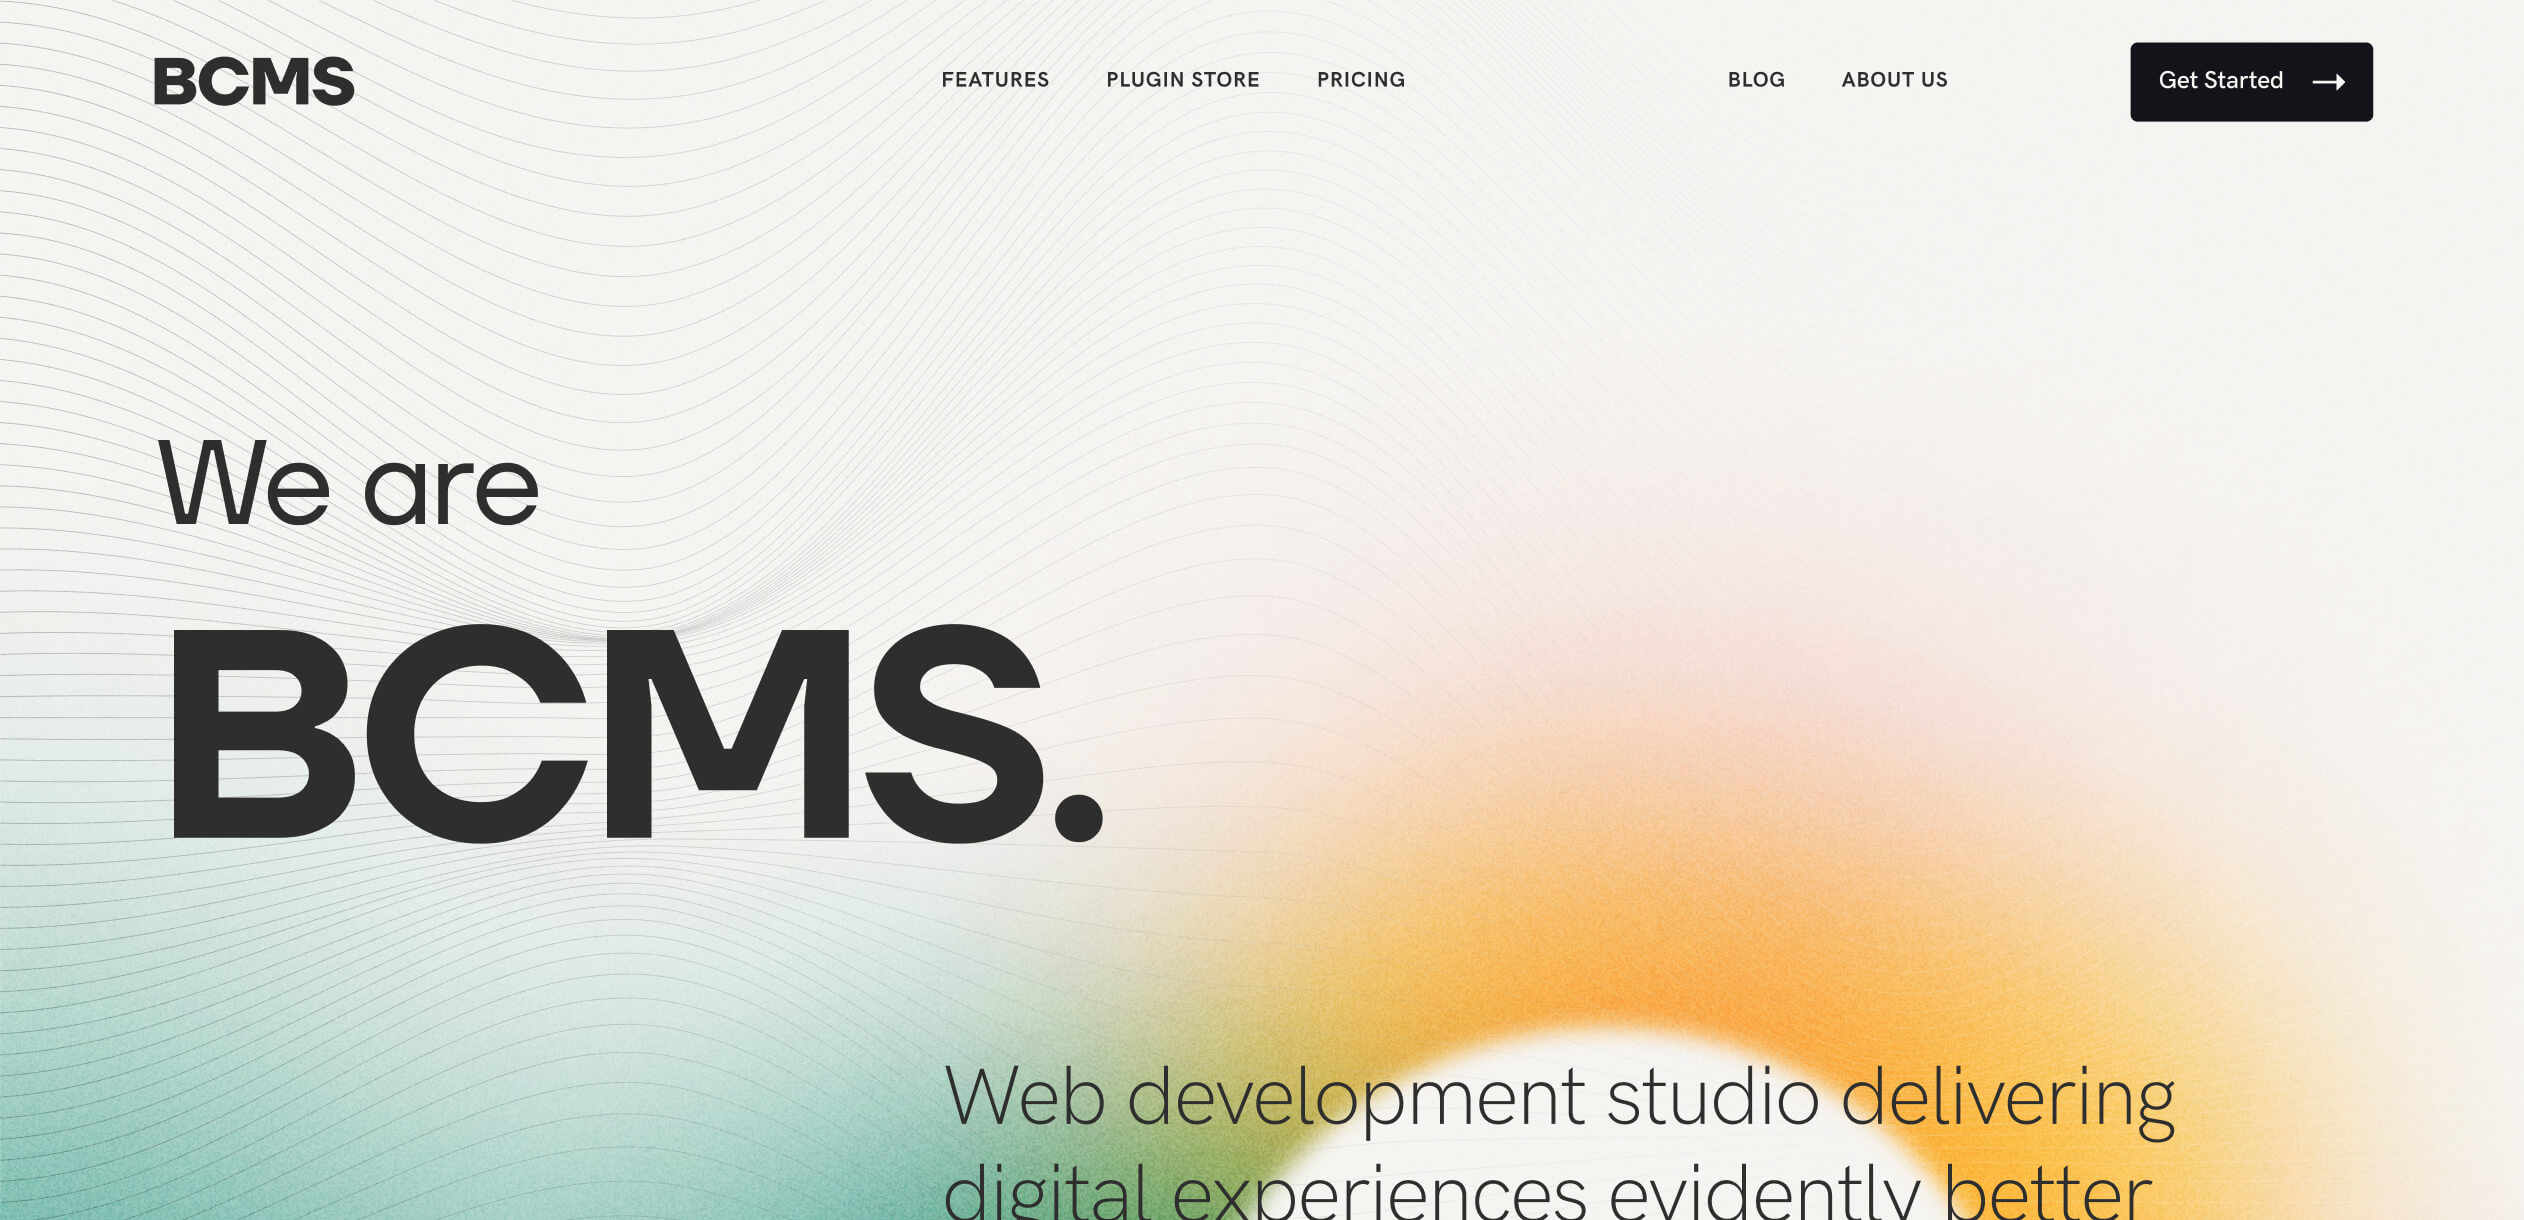 BCMS
FEATURES PLUGIN STORE PRICING BLOG ABOUT US Get Started
We are
BCMS.
Web development studio delivering
digital experiences evidently better